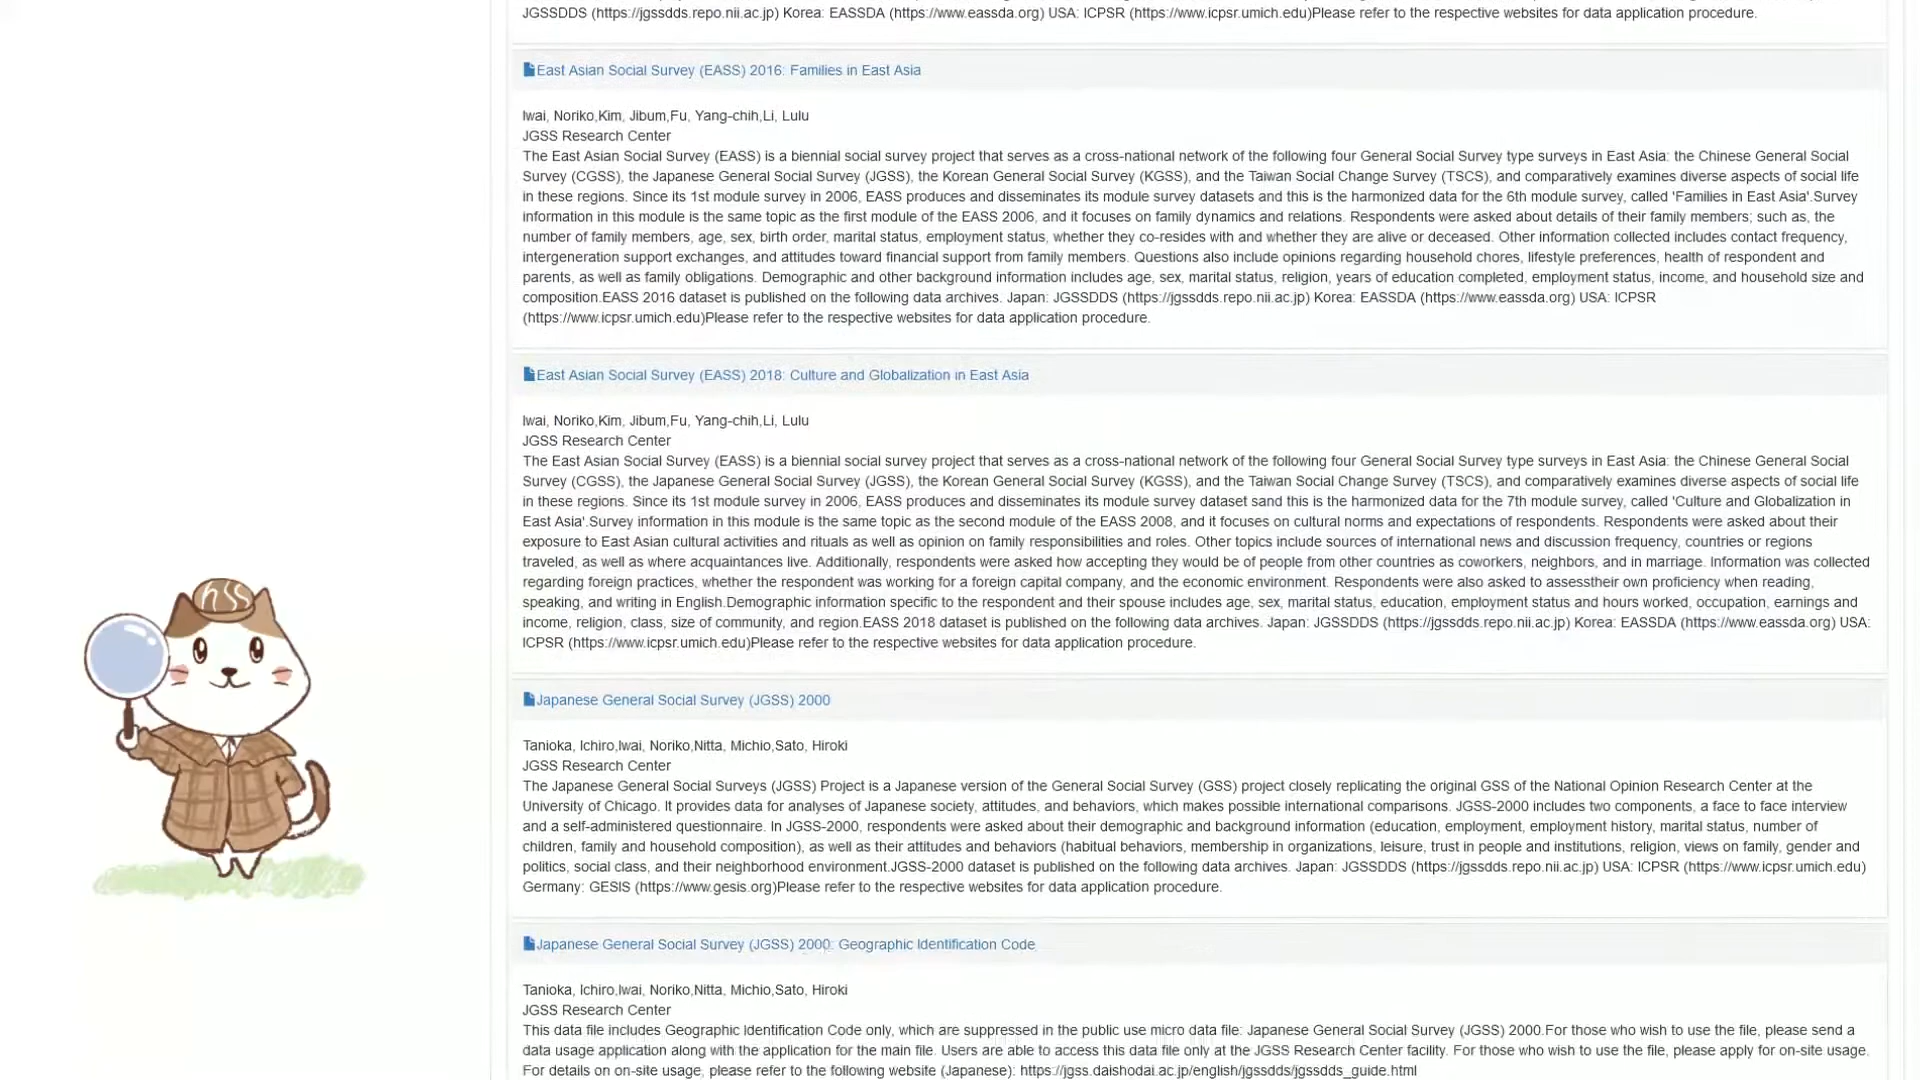 JGSSDDS (https://jgssdds.repo.nii.ac.jp) Korea: EASSDA (https://www.eassda.org) USA: ICPSR (https://www.icpsr.umich.edu)Please refer to the respective websites for data application procedure.
East Asian Social Survey (EASS) 2016: Families in East Asia
Iwai, Noriko,Kim, Jibum,Fu, Yang-chih,Li, Lulu
JGSS Research Center
The East Asian Social Survey (EASS) is a biennial social survey project that serves as a cross-national network of the following four General Social Survey type surveys in East Asia: the Chinese General Social
Survey (CGSS), the Japanese General Social Survey (JGSS), the Korean General Social Survey (KGSS), and the Taiwan Social Change Survey (TSCS), and comparatively examines diverse aspects of social life
in these regions. Since its 1st module survey in 2006, EASS produces and disseminates its module survey datasets and this is the harmonized data for the 6th module survey, called 'Families in East Asia'.Survey
information in this module is the same topic as the first module of the EASS 2006, and it focuses on family dynamics and relations. Respondents were asked about details of their family members; such as, the
number of family members, age, sex, birth order, marital status, employment status, whether they co-resides with and whether they are alive or deceased. Other information collected includes contact frequency,
intergeneration support exchanges, and attitudes toward financial support from family members. Questions also include opinions regarding household chores, lifestyle preferences, health of respondent and
parents, as well as family obligations. Demographic and other background information includes age, sex, marital status, religion, years of education completed, employment status, income, and household size and
composition.EASS 2016 dataset is published on the following data archives. Japan: JGSSDDS (https://jgssdds.repo.nii.ac.jp) Korea: EASSDA (https://www.eassda.org) USA: ICPSR
(https://www.icpsr.umich.edu)Please refer to the respective websites for data application procedure.
East Asian Social Survey (EASS) 2018: Culture and Globalization in East Asia
Iwai, Noriko,Kim, Jibum,Fu, Yang-chih,Li, Lulu
JGSS Research Center
The East Asian Social Survey (EASS) is a biennial social survey project that serves as a cross-national network of the following four General Social Survey type surveys in East Asia: the Chinese General Social
Survey (CGSS), the Japanese General Social Survey (JGSS), the Korean General Social Survey (KGSS), and the Taiwan Social Change Survey (TSCS), and comparatively examines diverse aspects of social life
in these regions. Since its 1st module survey in 2006, EASS produces and disseminates its module survey dataset sand this is the harmonized data for the 7th module survey, called 'Culture and Globalization in
East Asia'.Survey information in this module is the same topic as the second module of the EASS 2008, and it focuses on cultural norms and expectations of respondents. Respondents were asked about their
exposure to East Asian cultural activities and rituals as well as opinion on family responsibilities and roles. Other topics include sources of international news and discussion frequency, countries or regions
traveled, as well as where acquaintances live. Additionally, respondents were asked how accepting they would be of people from other countries as coworkers, neighbors, and in marriage. Information was collected
regarding foreign practices, whether the respondent was working for a foreign capital company, and the economic environment. Respondents were also asked to assesstheir own proficiency when reading,
speaking, and writing in English.Demographic information specific to the respondent and their spouse includes age, sex, marital status, education, employment status and hours worked, occupation, earnings and
income, religion, class, size of community, and region.EASS 2018 dataset is published on the following data archives. Japan: JGSSDDS (https://jgssdds.repo.nii.ac.jp) Korea: EASSDA (https://www.eassda.org) USA:
ICPSR (https://www.icpsr.umich.edu)Please refer to the respective websites for data application procedure.
hss
Japanese General Social Survey (JGSS) 2000
Tanioka, Ichiro,Iwai, Noriko,Nitta, Michio,Sato, Hiroki
JGSS Research Center
The Japanese General Social Surveys (JGSS) Project is a Japanese version of the General Social Survey (GSS) project closely replicating the original GSS of the National Opinion Research Center at the
University of Chicago. It provides data for analyses of Japanese society, attitudes, and behaviors, which makes possible international comparisons. JGSS-2000 includes two components, a face to face interview
and a self-administered questionnaire. In JGSS-2000, respondents were asked about their demographic and background information (education, employment, employment history, marital status, number of
children, family and household composition), as well as their attitudes and behaviors (habitual behaviors, membership in organizations, leisure, trust in people and institutions, religion, views on family, gender and
politics, social class, and their neighborhood environment.JGSS-2000 dataset is published on the following data archives. Japan: JGSSDDS (https://jgssdds.repo.nii.ac.jp) USA: ICPSR (https://www.icpsr.umich.edu)
Germany: GESIS (https://www.gesis.org)Please refer to the respective websites for data application procedure.
Japanese General Social Survey (JGSS) 2000: Geographic Identification Code
Tanioka, Ichiro,Iwai, Noriko,Nitta, Michio,Sato, Hiroki
JGSS Research Center
This data file includes Geographic Identification Code only, which are suppressed in the public use micro data file: Japanese General Social Survey (JGSS) 2000.For those who wish to use the file, please send a
data usage application along with the application for the main file. Users are able to access this data file only at the JGSS Research Center facility. For those who wish to use the file, please apply for on-site usage.
For details on on-site usage, please refer to the following website (Japanese): https://jgss.daishodai.ac.jp/english/jgssdds/jgssdds_guide.html